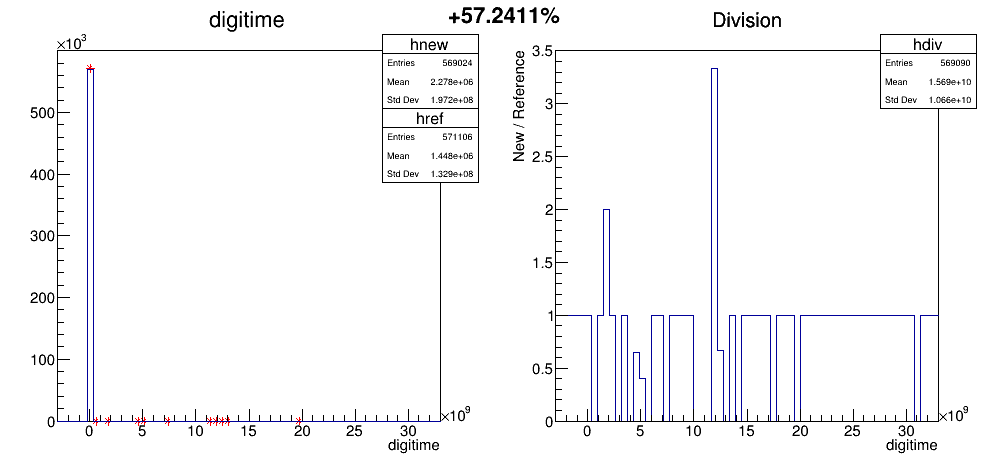 +57.2411%
digitime
×10³
hnew
Entries 569024
Mean 2.278e+06
Std Dev 1.972e+08
href
Entries 571106
Mean 1.448e+06
Std Dev 1.329e+08
500
400
300
200
100
0
0 5 10 15 20 25 30
×10⁹
digitime
Division
hdiv
Entries 569090
Mean 1.569e+10
Std Dev 1.066e+10
New / Reference
3.5
3
2.5
2
1.5
1
0.5
0
0 5 10 15 20 25 30
×10⁹
digitime